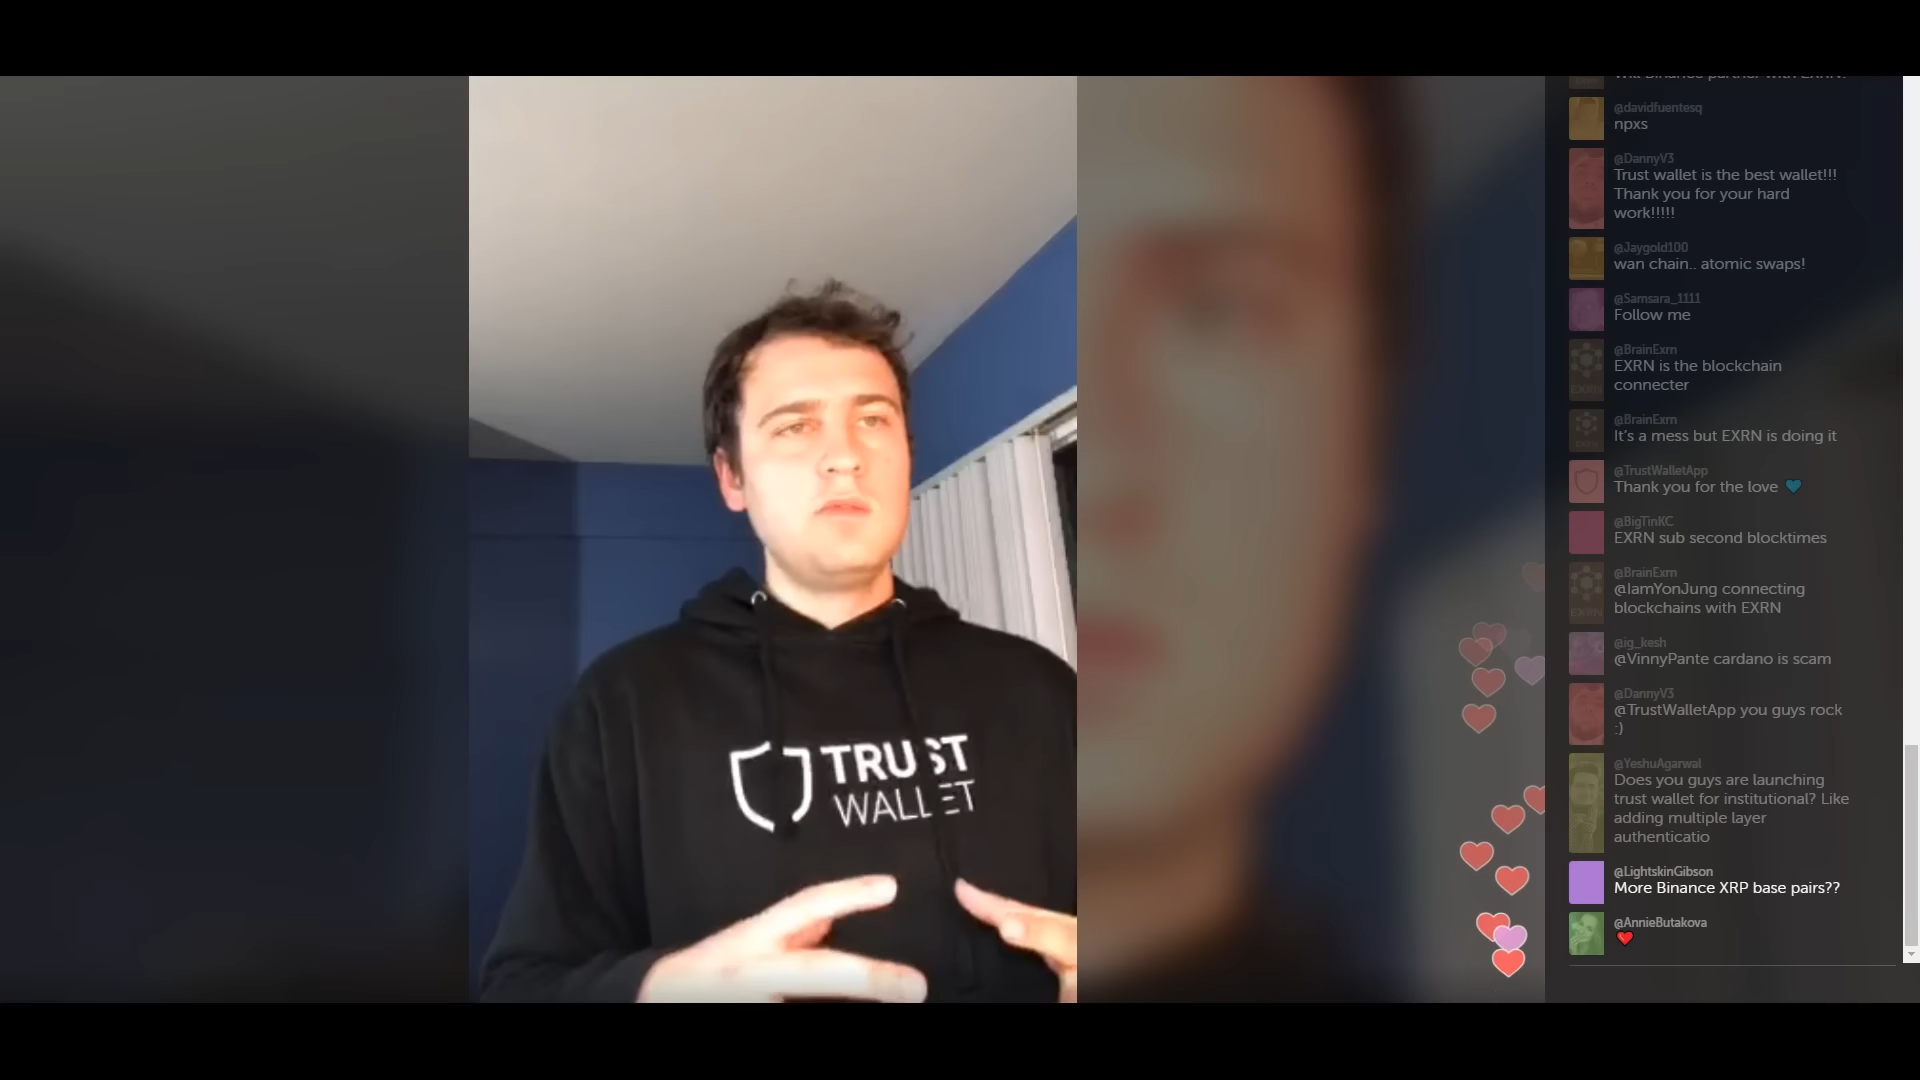 TRUST
WALLET
@davidfuentesq
npxs
@DannyV3
Trust wallet is the best wallet!!!
Thank you for your hard
work!!!!!
@Jaygold100
wan chain.. atomic swaps!
@Samsara_1111
Follow me
@BrainExrn
EXRN is the blockchain
connecter
EXRN
@BrainExrn
It's a mess but EXRN is doing it
@TrustWalletApp
Thank you for the love
@BigTinKC
EXRN sub second blocktimes
@BrainExrn
@IamYonJung connecting
blockchains with EXRN
EXRN
@ig_kesh
@VinnyPante cardano is scam
@DannyV3
@TrustWalletApp you guys rock
:)
@YeshuAgarwal
Does you guys are launching
trust wallet for institutional? Like
adding multiple layer
authenticatio
@LightskinGibson
More Binance XRP base pairs??
@AnnieButakova